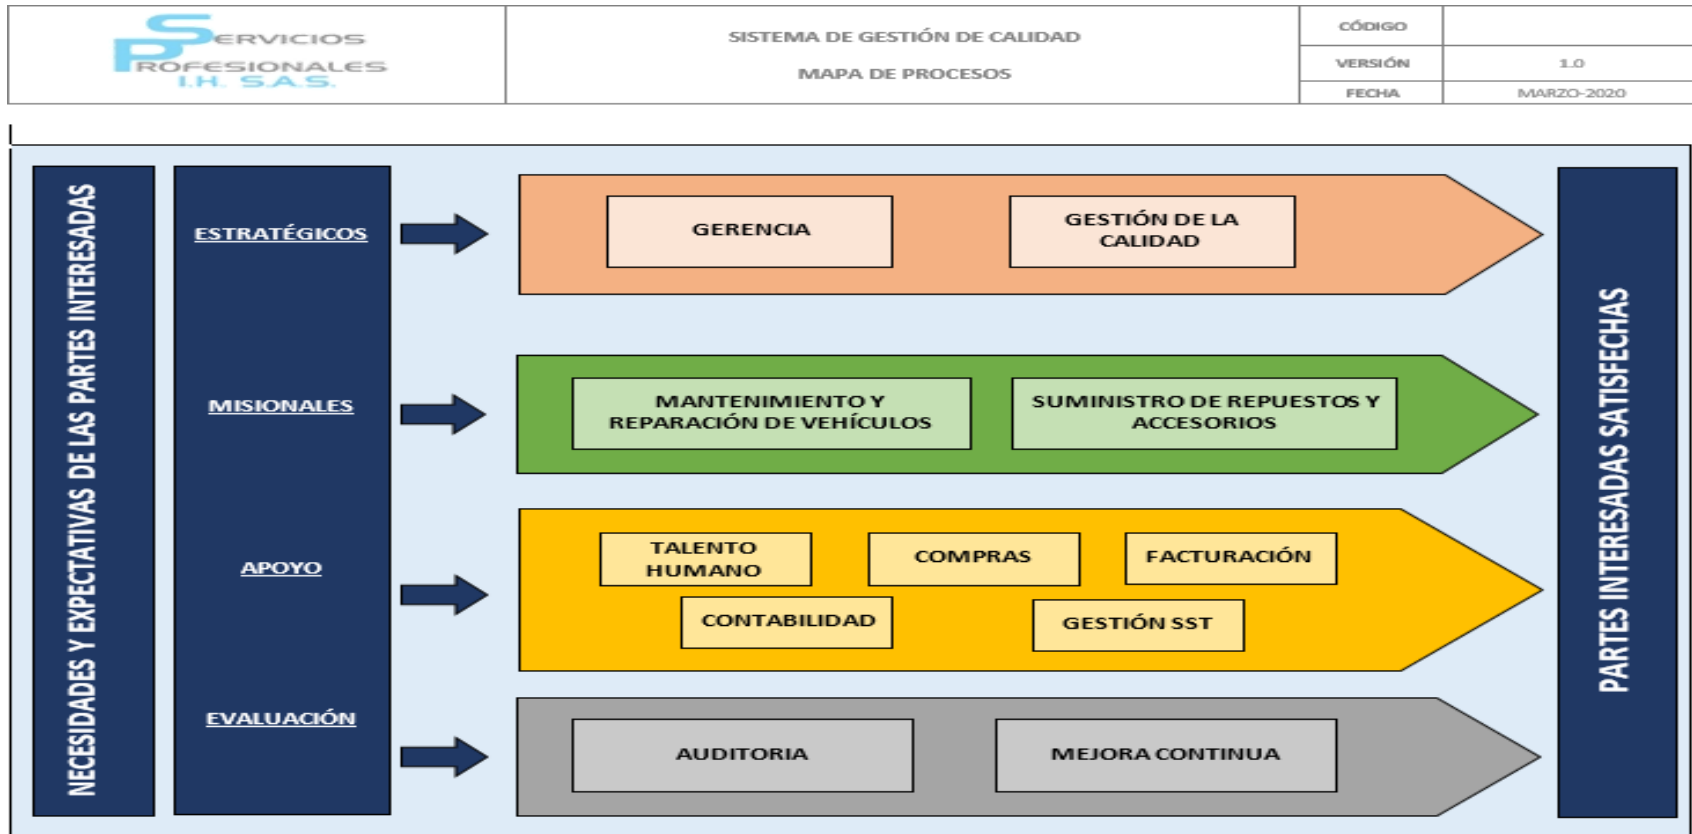 SERVICIOS
PROFESIONALES
I.H. S.A.S.
SISTEMA DE GESTIÓN DE CALIDAD
MAPA DE PROCESOS
CÓDIGO
VERSIÓN 1.0
FECHA MARZO-2020
NECESIDADES Y EXPECTATIVAS DE LAS PARTES INTERESADAS
ESTRATÉGICOS
GERENCIA
GESTIÓN DE LA
CALIDAD
MISIONALES
MANTENIMIENTO Y
REPARACIÓN DE VEHÍCULOS
SUMINISTRO DE REPUESTOS Y
ACCESORIOS
APOYO
TALENTO
HUMANO
COMPRAS
FACTURACIÓN
CONTABILIDAD
GESTIÓN SST
EVALUACIÓN
AUDITORIA
MEJORA CONTINUA
PARTES INTERESADAS SATISFECHAS